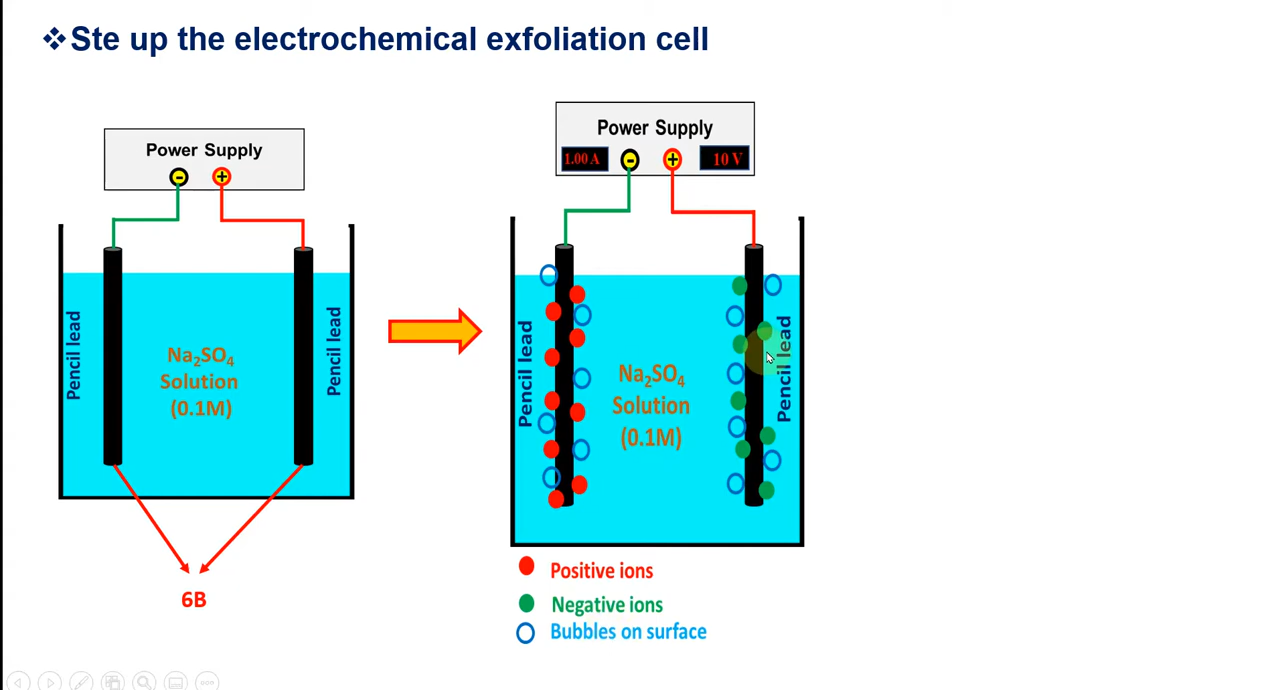 ❖Ste up the electrochemical exfoliation cell
Power Supply
-
+
Pencil lead
Na₂SO₄
Solution
(0.1M)
Pencil lead
6B
Power Supply
1.00 A
-
+
10 V
Pencil lead
Na₂SO₄
Solution
(0.1M)
Pencil lead
Positive ions
Negative ions
Bubbles on surface